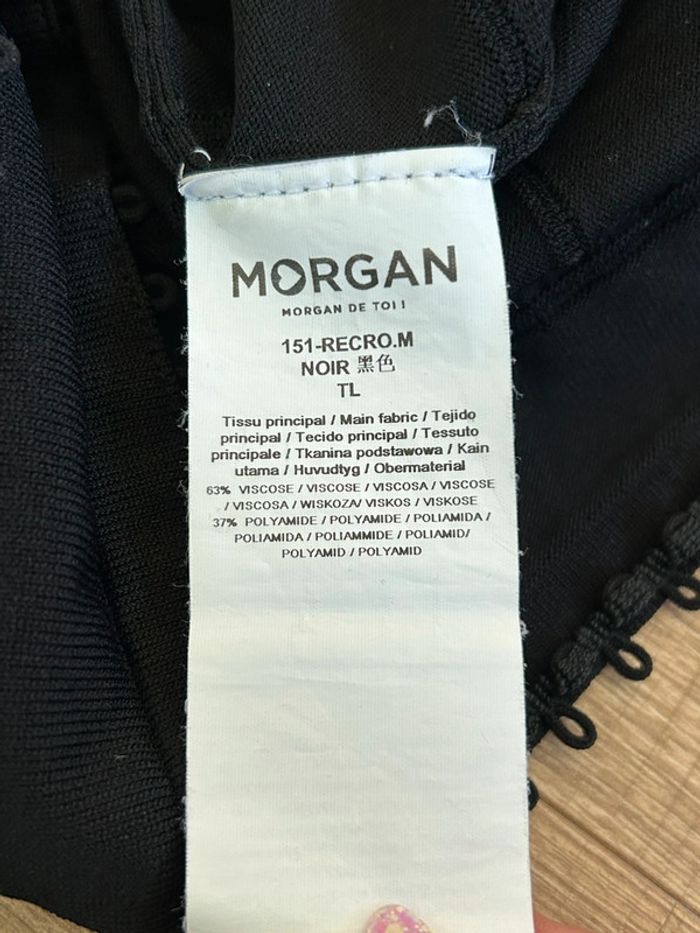 MORGAN
MORGAN DE TOI !
151-RECRO.M
NOIR 黑色
TL
Tissu principal / Main fabric / Tejido
principal / Tecido principal / Tessuto
principale / Tkanina podstawowa / Kain
utama / Huvudtyg / Obermaterial
63% VISCOSE / VISCOSE / VISCOSA / VISCOSE
/ VISCOSA / WISKOZA/ VISKOS / VISKOSE
37% POLYAMIDE / POLYAMIDE / POLIAMIDA /
POLIAMIDA / POLIAMMIDE / POLIAMID/
POLYAMID / POLYAMID